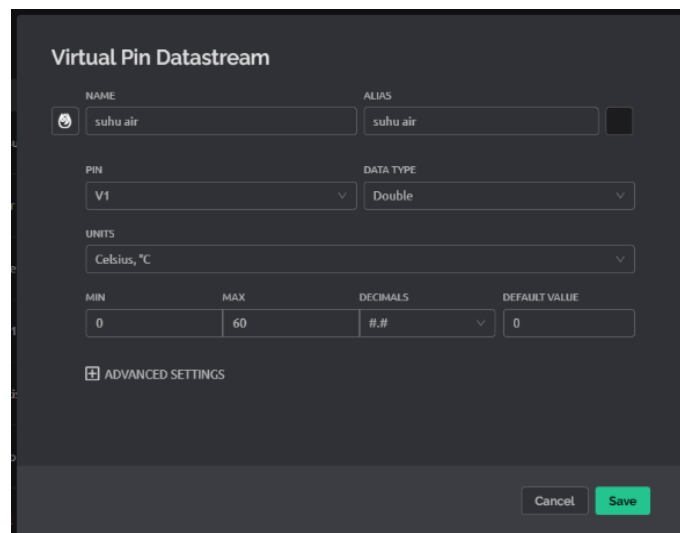 Virtual Pin Datastream
NAME ALIAS
suhu air suhu air
PIN DATA TYPE
V1 Double
UNITS
Celsius, °C
MIN MAX DECIMALS DEFAULT VALUE
0 60 #.# 0
ADVANCED SETTINGS
Cancel Save